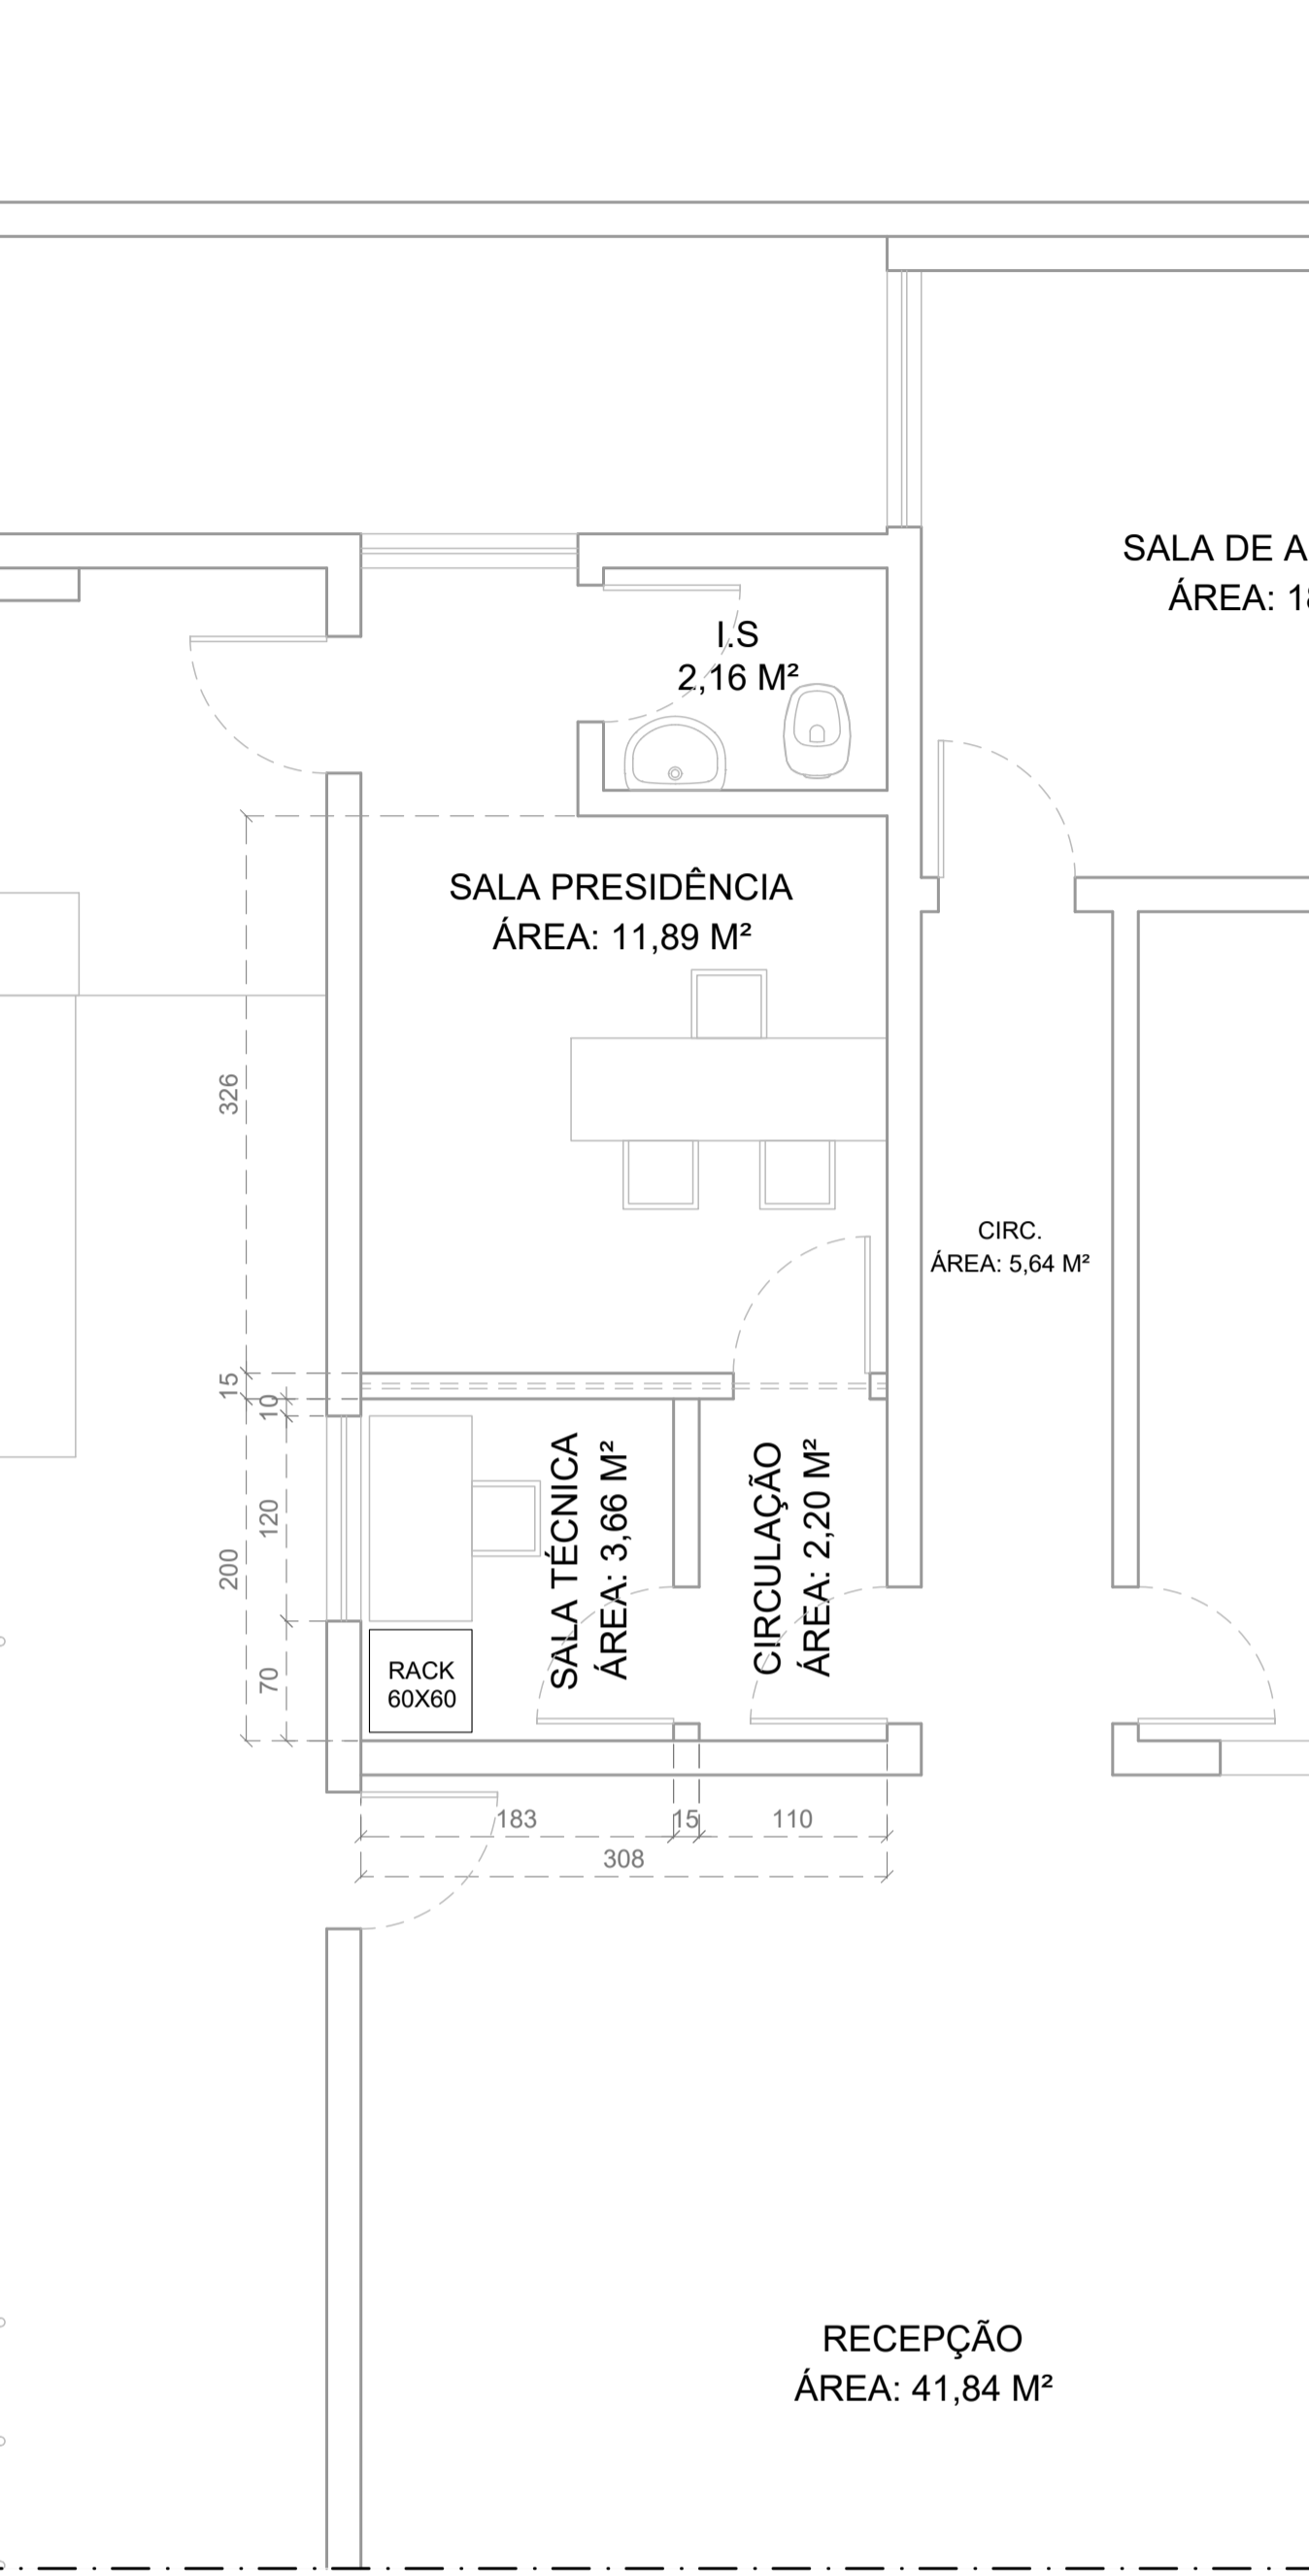 SALA DE A
ÁREA: 18
I.S
2,16 M²
SALA PRESIDÊNCIA
ÁREA: 11,89 M²
326
CIRC.
ÁREA: 5,64 M²
15
10
120
200
70
SALA TÉCNICA
ÁREA: 3,66 M²
CIRCULAÇÃO
ÁREA: 2,20 M²
RACK
60X60
183
15
110
308
RECEPÇÃO
ÁREA: 41,84 M²